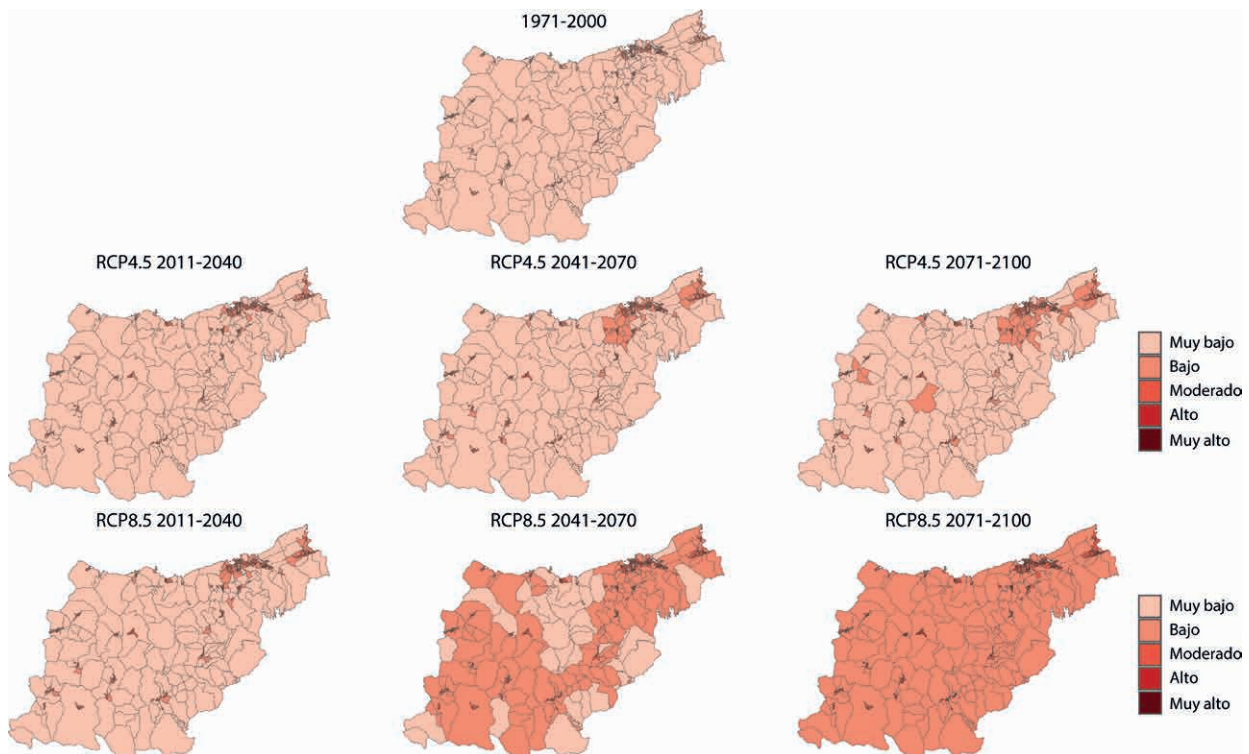 1971-2000
RCP4.5 2011-2040
RCP4.5 2041-2070
RCP4.5 2071-2100
Muy bajo
Bajo
Moderado
Alto
Muy alto
RCP8.5 2011-2040
RCP8.5 2041-2070
RCP8.5 2071-2100
Muy bajo
Bajo
Moderado
Alto
Muy alto